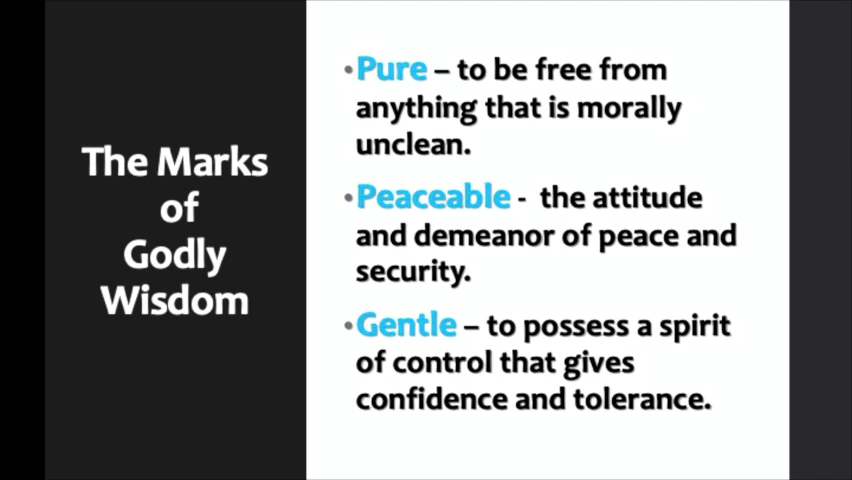 The Marks
of
Godly
Wisdom
•Pure – to be free from
anything that is morally
unclean.
•Peaceable - the attitude
and demeanor of peace and
security.
•Gentle – to possess a spirit
of control that gives
confidence and tolerance.